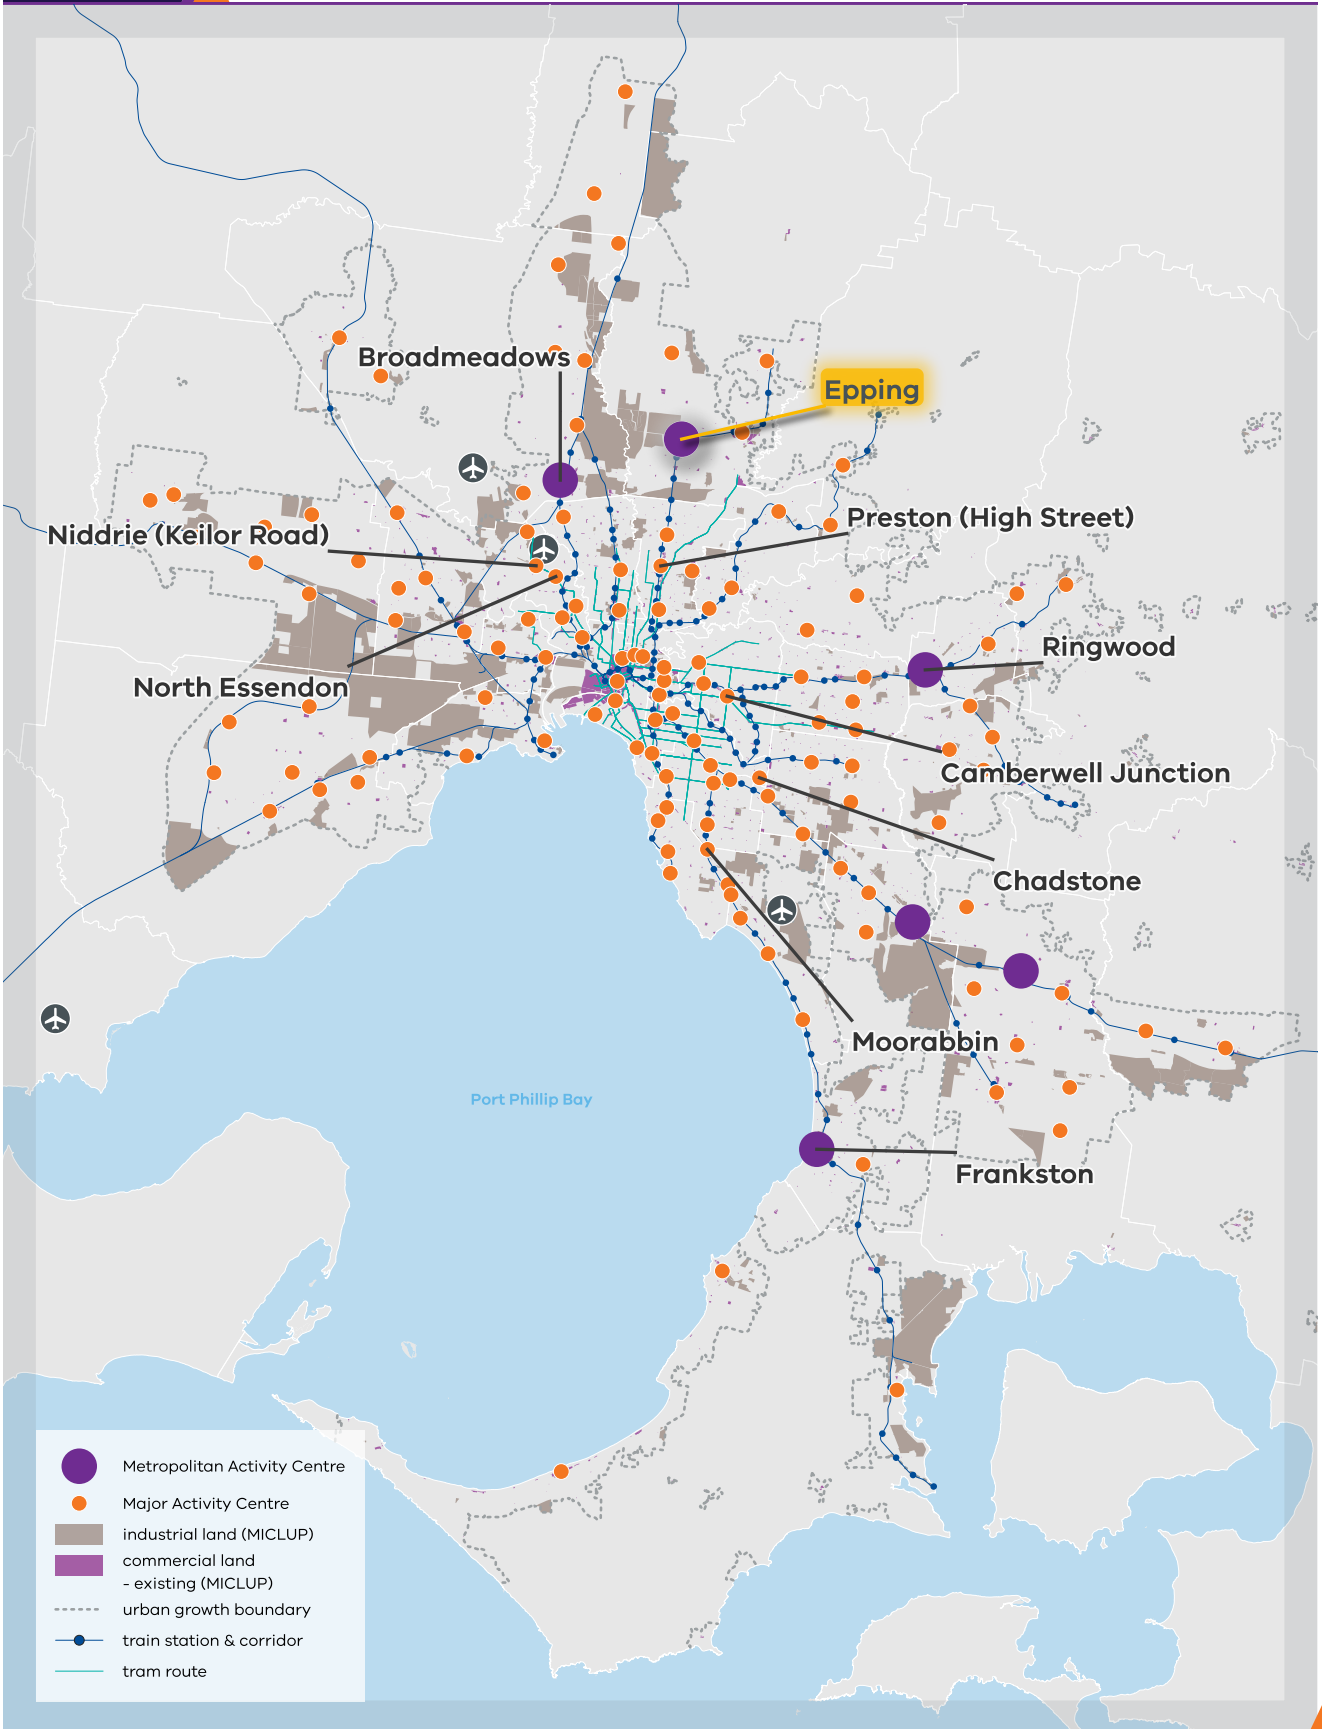 Broadmeadows
Epping
Preston (High Street)
Niddrie (Keilor Road)
Ringwood
North Essendon
Camberwell Junction
Chadstone
Moorabbin
Port Phillip Bay
Frankston
Metropolitan Activity Centre
Major Activity Centre
industrial land (MICLUP)
commercial land
- existing (MICLUP)
urban growth boundary
train station & corridor
tram route